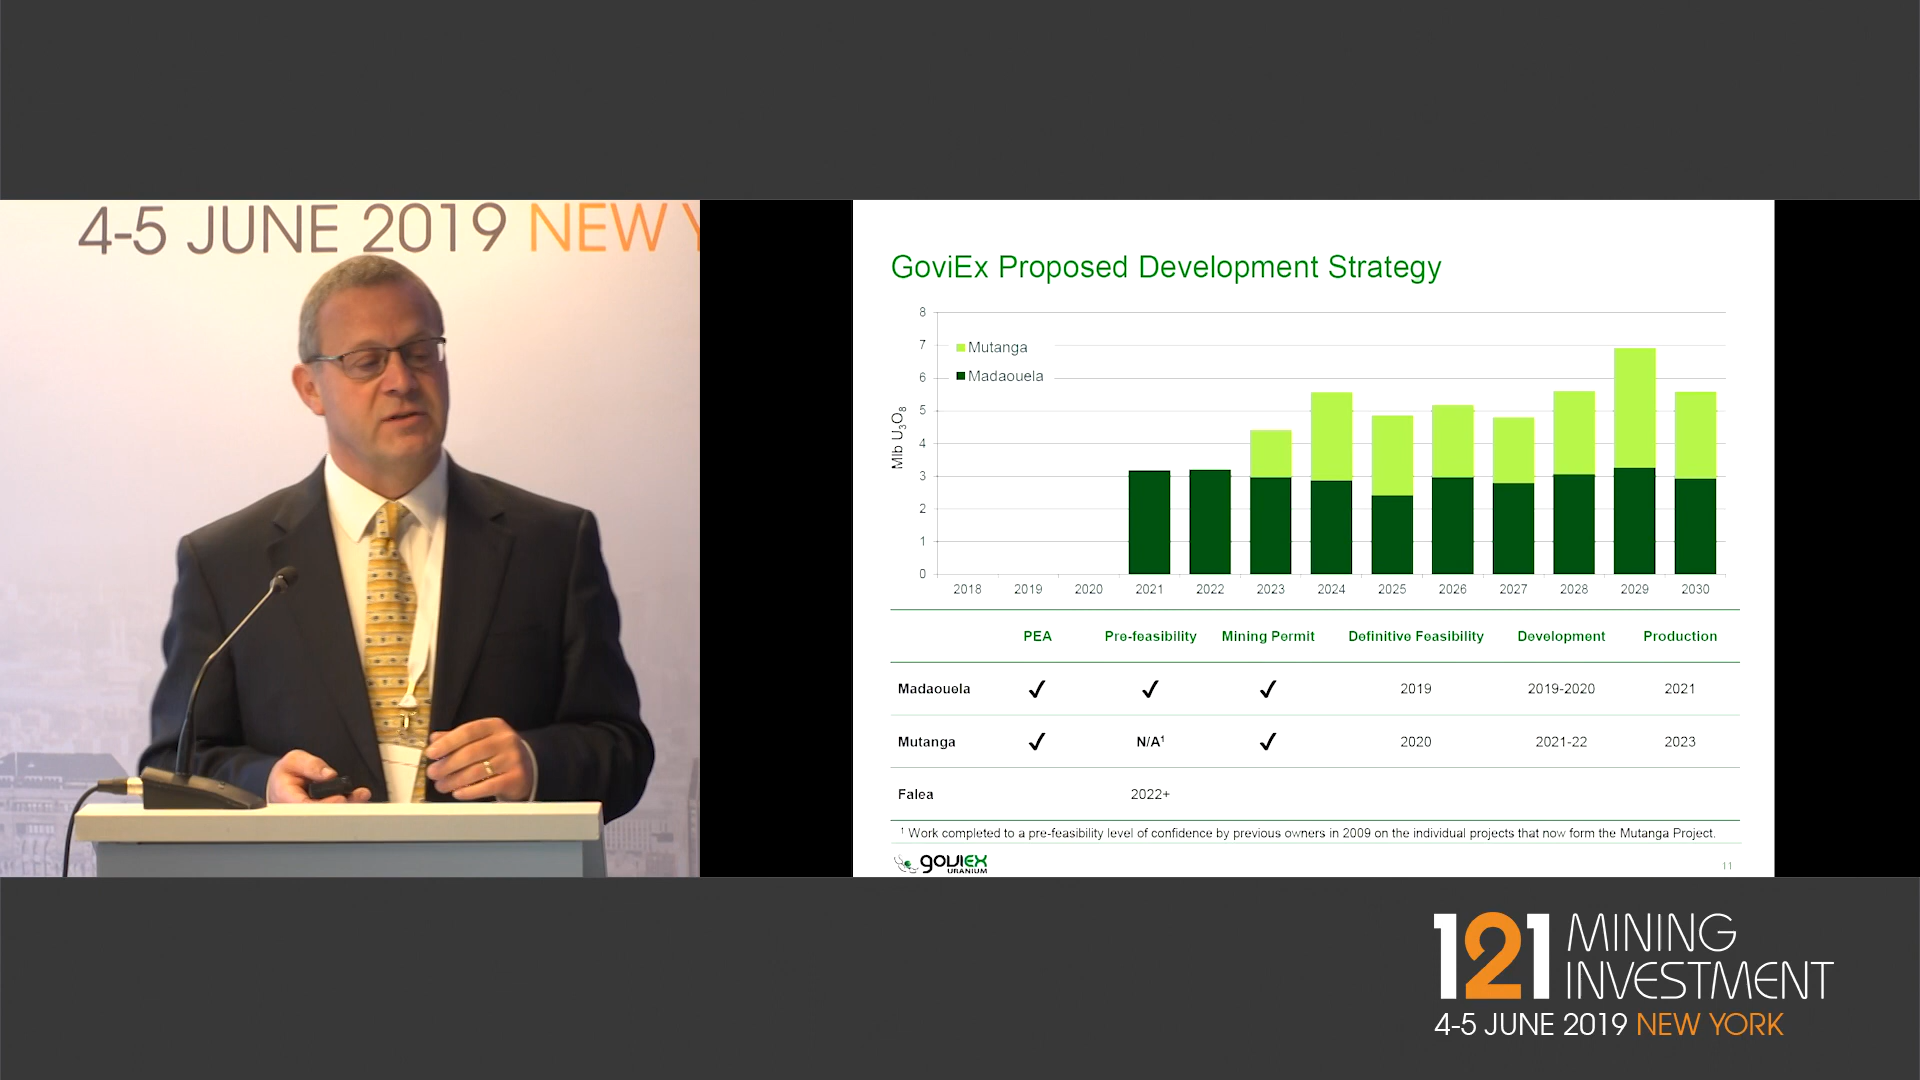 4-5 JUNE 2019 NEW Y
GoviEx Proposed Development Strategy
8
7
6
5
4
3
2
1
0
Mlb U₃O₈
Mutanga
Madaouela
2018 2019 2020 2021 2022 2023 2024 2025 2026 2027 2028 2029 2030
PEA Pre-feasibility Mining Permit Definitive Feasibility Development Production
Madaouela ✓ ✓ ✓ 2019 2019-2020 2021
Mutanga ✓ N/A¹ ✓ 2020 2021-22 2023
Falea 2022+
¹ Work completed to a pre-feasibility level of confidence by previous owners in 2009 on the individual projects that now form the Mutanga Project.
goviex
URANIUM
11
121 MINING
INVESTMENT
4-5 JUNE 2019 NEW YORK